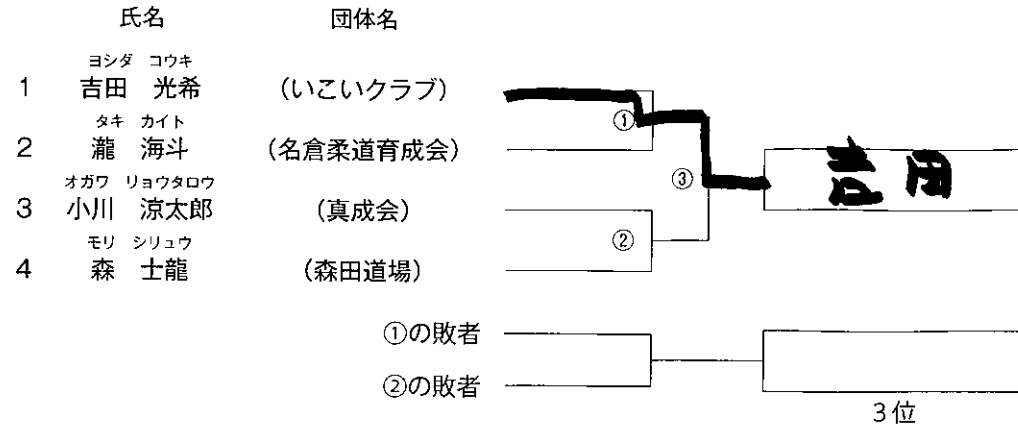 氏名 団体名
ヨシダ コウキ
1 吉田 光希 (いこいクラブ)
タキ カイト
2 瀧 海斗 (名倉柔道育成会)
オガワ リョウタロウ
3 小川 涼太郎 (真成会)
モリ シリュウ
4 森 士龍 (森田道場)
①
③
②
①の敗者
②の敗者
3位